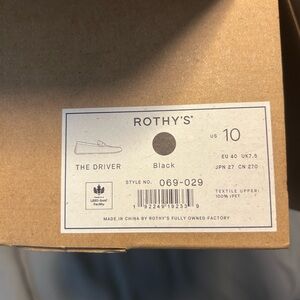 ROTHY'S
US 10
THE DRIVER
Black
EU 40 UK7.5
JPN 27 CN 270
STYLE NO. 069-029
TEXTILE UPPER:
100% rPET
MADE IN CHINA BY ROTHY'S FULLY OWNED FACTORY